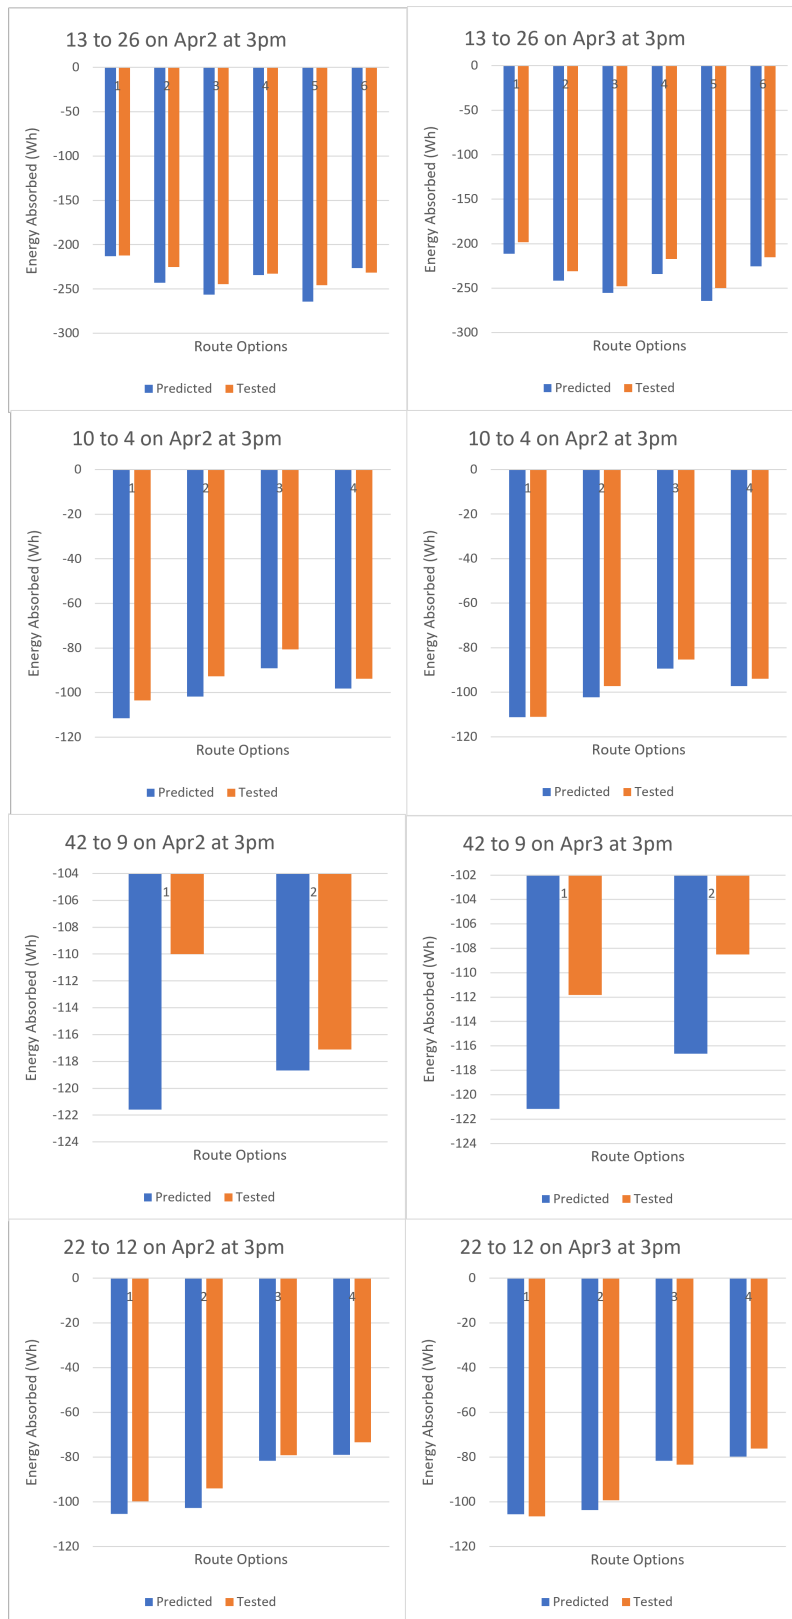 13 to 26 on Apr2 at 3pm
0
-50
-100
-150
-200
-250
-300
1 2 3 4 5 6
Energy Absorbed (Wh)
Route Options
Predicted Tested
13 to 26 on Apr3 at 3pm
0
-50
-100
-150
-200
-250
-300
1 2 3 4 5 6
Energy Absorbed (Wh)
Route Options
Predicted Tested
10 to 4 on Apr2 at 3pm
0
-20
-40
-60
-80
-100
-120
1 2 3 4
Energy Absorbed (Wh)
Route Options
Predicted Tested
10 to 4 on Apr2 at 3pm
0
-20
-40
-60
-80
-100
-120
1 2 3 4
Energy Absorbed (Wh)
Route Options
Predicted Tested
42 to 9 on Apr2 at 3pm
-104
-106
-108
-110
-112
-114
-116
-118
-120
-122
-124
1 2
Energy Absorbed (Wh)
Route Options
Predicted Tested
42 to 9 on Apr3 at 3pm
-102
-104
-106
-108
-110
-112
-114
-116
-118
-120
-122
-124
1 2
Energy Absorbed (Wh)
Route Options
Predicted Tested
22 to 12 on Apr2 at 3pm
0
-20
-40
-60
-80
-100
-120
1 2 3 4
Energy Absorbed (Wh)
Route Options
Predicted Tested
22 to 12 on Apr3 at 3pm
0
-20
-40
-60
-80
-100
-120
1 2 3 4
Energy Absorbed (Wh)
Route Options
Predicted Tested